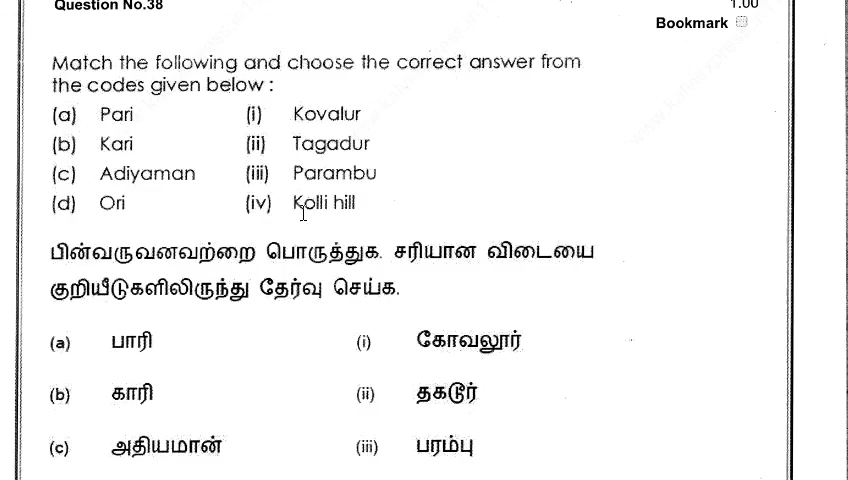 Question No.38
1.00
Bookmark
Match the following and choose the correct answer from
the codes given below :
(a) Pari (i) Kovalur
(b) Kari (ii) Tagadur
(c) Adiyaman (iii) Parambu
(d) Ori (iv) Kolli hill
பின்வருவனவற்றை பொருத்துக. சரியான விடையை
குறியீடுகளிலிருந்து தேர்வு செய்க.
(a) பாரி (i) கோவலூர்
(b) காரி (ii) தகடூர்
(c) அதியமான் (iii) பரம்பு